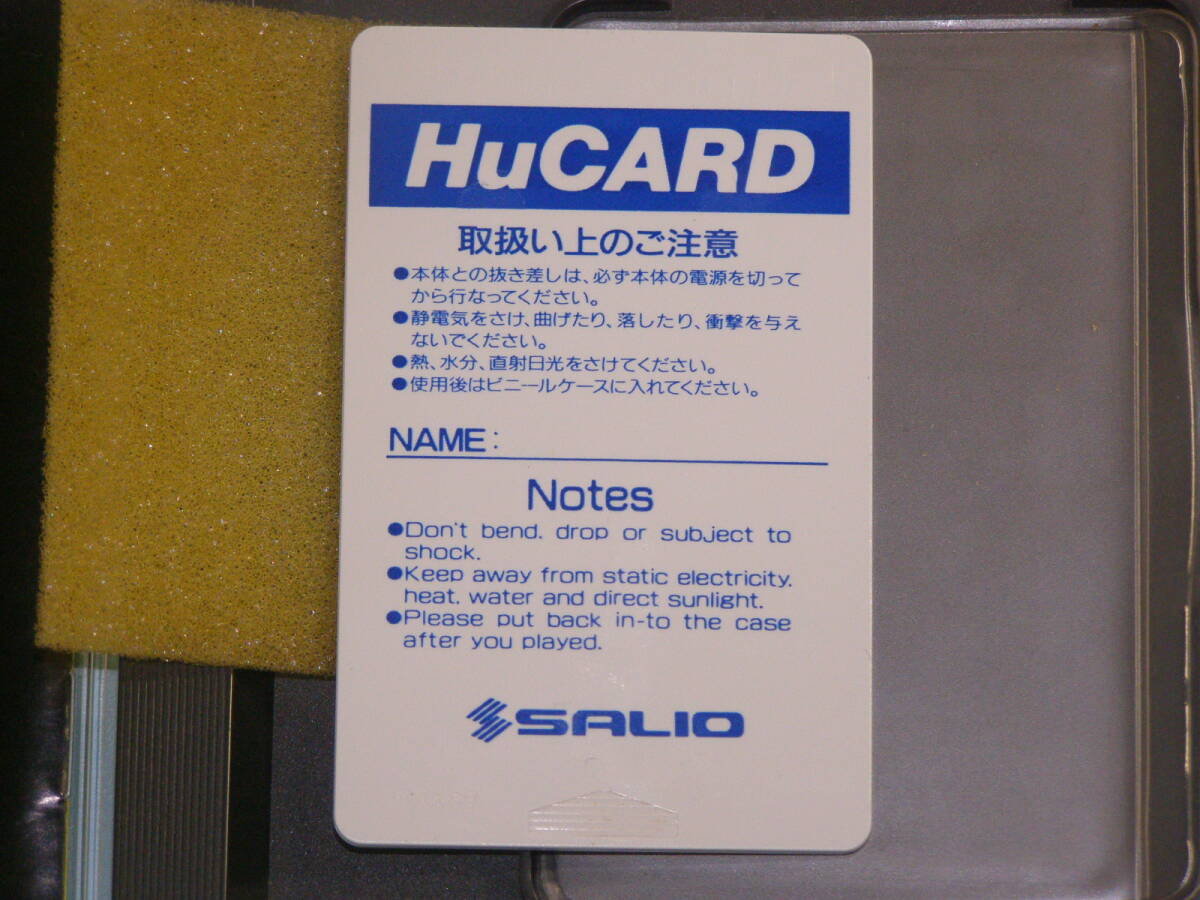 HuCARD
取扱い上のご注意
●本体との抜き差しは、必ず本体の電源を切って
から行なってください。
●静電気をさけ、曲げたり、落したり、衝撃を与え
ないでください。
●熱、水分、直射日光をさけてください。
●使用後はビニールケースに入れてください。
NAME:
Notes
●Don't bend. drop or subject to
shock.
●Keep away from static electricity.
heat. water and direct sunlight.
●Please put back in-to the case
after you played.
SALIO